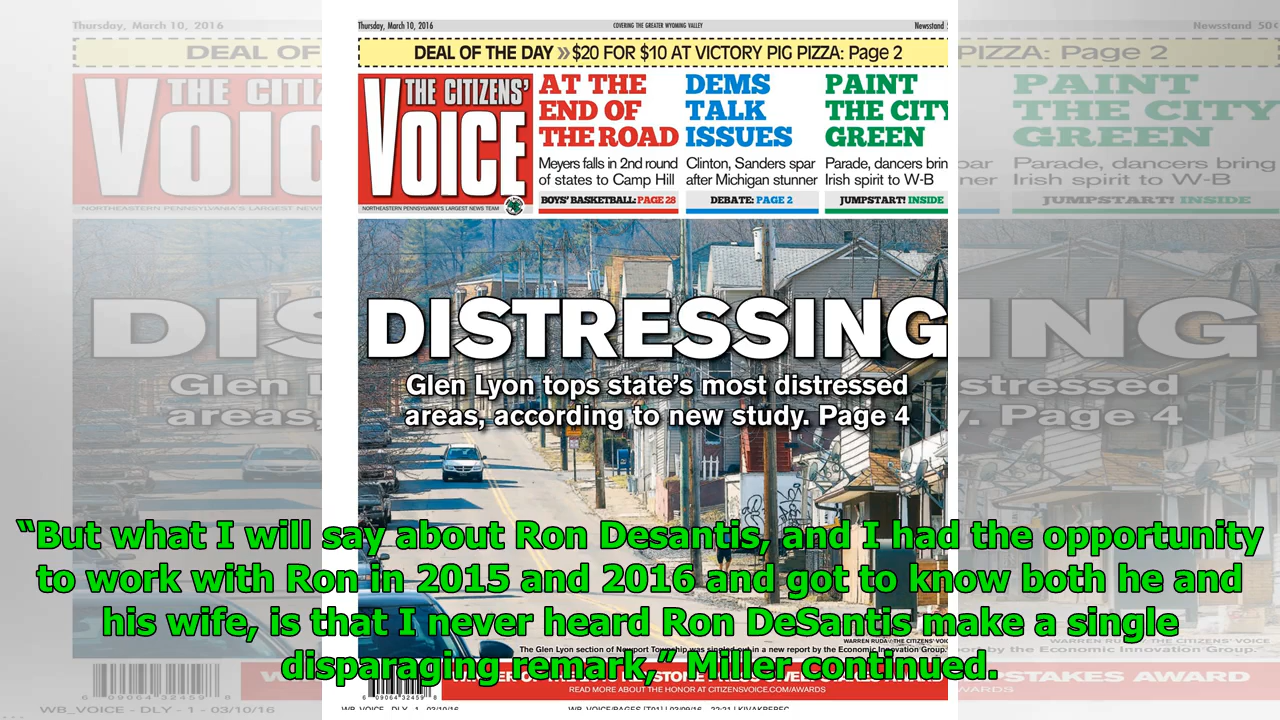 Thursday, March 10, 2016
COVERING THE GREATER WYOMING VALLEY
Newsstand
DEAL OF THE DAY » $20 FOR $10 AT VICTORY PIG PIZZA: Page 2
THE CITIZENS'
VOICE
NORTHEASTERN PENNSYLVANIA'S LARGEST NEWS TEAM
AT THE
END OF
THE ROAD
Meyers falls in 2nd round
of states to Camp Hill
BOYS' BASKETBALL: PAGE 28
DEMS
TALK
ISSUES
Clinton, Sanders spar
after Michigan stunner
DEBATE: PAGE 2
PAINT
THE CITY
GREEN
Parade, dancers bring
Irish spirit to W-B
JUMPSTART! INSIDE
DISTRESSING
Glen Lyon tops state's most distressed
areas, according to new study. Page 4
“But what I will say about Ron Desantis, and I had the opportunity
to work with Ron in 2015 and 2016 and got to know both he and
his wife, is that I never heard Ron DeSantis make a single
disparaging remark,” Miller continued.
WARREN RUDA / THE CITIZENS' VOICE
The Glen Lyon section of Newport Township was singled out in a new report by the Economic Innovation Group.
READ MORE ABOUT THE HONOR AT CITIZENSVOICE.COM/AWARDS
WB_VOICE - DLY - 1 - 03/10/16